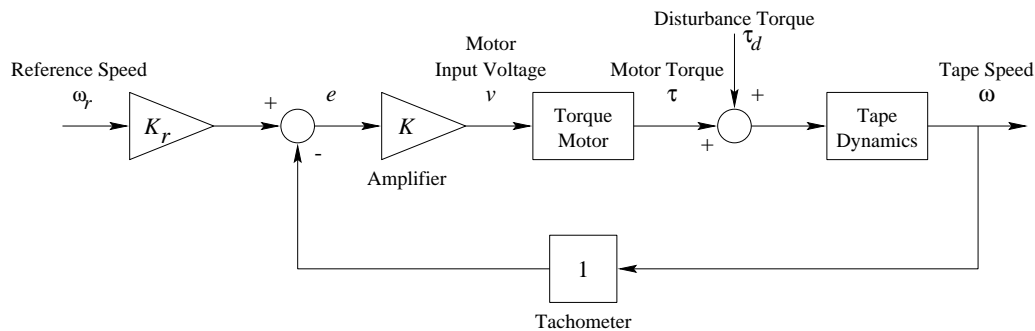 Disturbance Torque
τd
Motor
Input Voltage
v
Motor Torque
τ
Tape Speed
ω
Reference Speed
ωr
Kr
+
-
e
K
Amplifier
Torque
Motor
+
+
Tape
Dynamics
1
Tachometer